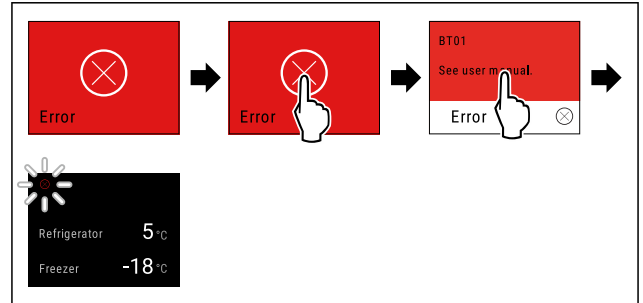 Error
Error
BT01
See user manual.
Error
Refrigerator 5 °C
Freezer -18 °C